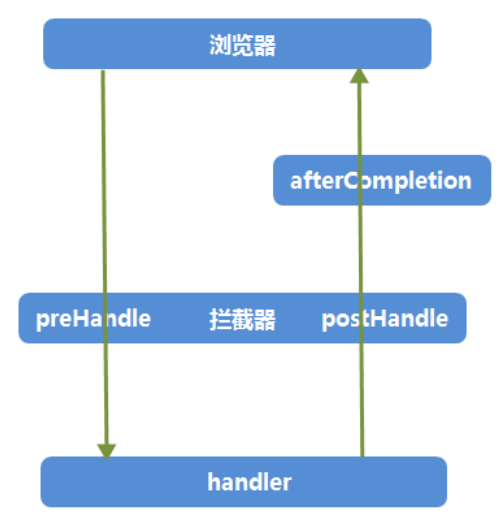 浏览器
afterCompletion
preHandle 拦截器 postHandle
handler